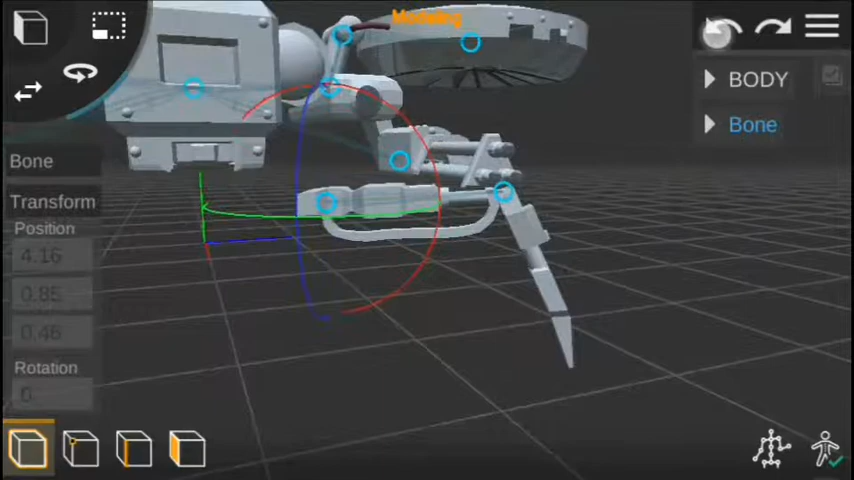 Modeling
BODY
Bone
Bone
Transform
Position
4.16
0.85
0.46
Rotation
0